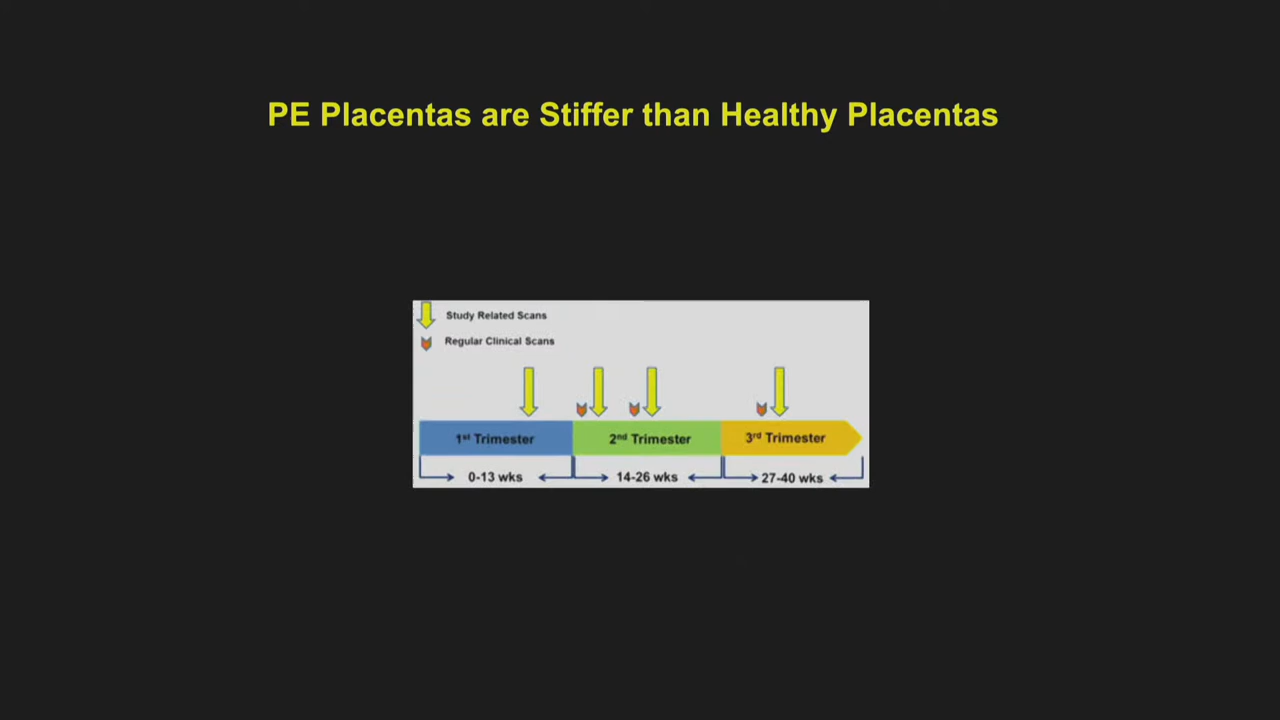 PE Placentas are Stiffer than Healthy Placentas
Study Related Scans
Regular Clinical Scans
1st Trimester
2nd Trimester
3rd Trimester
0-13 wks
14-26 wks
27-40 wks